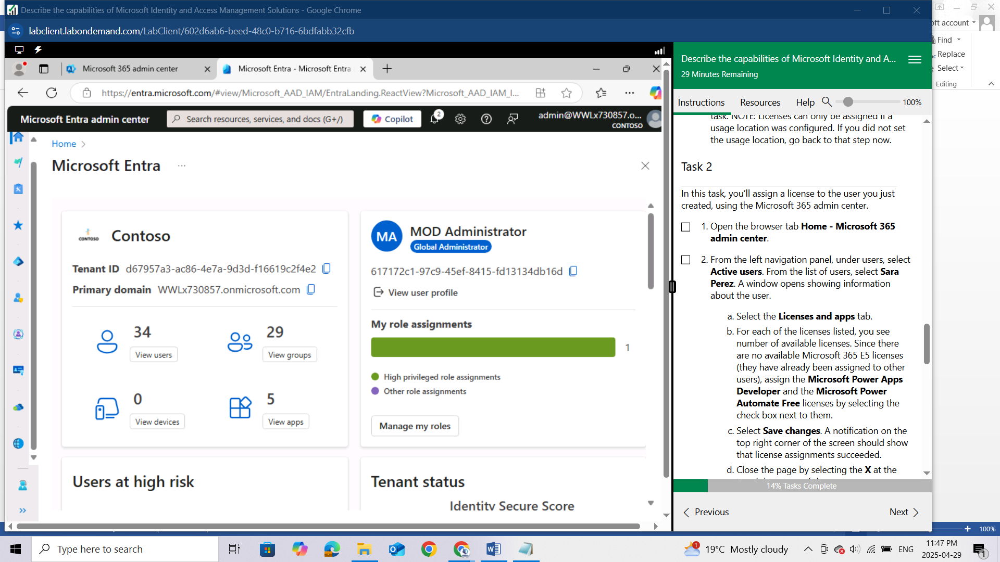 Describe the capabilities of Microsoft Identity and Access Management Solutions - Google Chrome
labclient.labondemand.com/LabClient/602d6ab6-beed-48c0-b716-6bdfabb32cfb
Microsoft 365 admin center
Microsoft Entra - Microsoft Entra
https://entra.microsoft.com/#view/Microsoft_AAD_IAM/EntraLanding.ReactView?Microsoft_AAD_IAM_I...
Microsoft Entra admin center
Search resources, services, and docs (G+/)
Copilot
2
admin@WWLx730857.o...
CONTOSO
Home
Microsoft Entra
...
CONTOSO
Contoso
Tenant ID d67957a3-ac86-4e7a-9d3d-f16619c2f4e2
Primary domain WWLx730857.onmicrosoft.com
34
View users
29
View groups
0
View devices
5
View apps
MA
MOD Administrator
Global Administrator
617172c1-97c9-45ef-8415-fd13134db16d
View user profile
My role assignments
1
High privileged role assignments
Other role assignments
Manage my roles
Users at high risk
Tenant status
Identity Secure Score
Describe the capabilities of Microsoft Identity and A...
29 Minutes Remaining
Instructions
Resources
Help
100%
task. NOTE: Licenses can only be assigned if a
usage location was configured. If you did not set
the usage location, go back to that step now.
Task 2
In this task, you'll assign a license to the user you just
created, using the Microsoft 365 admin center.
1. Open the browser tab Home - Microsoft 365
admin center.
2. From the left navigation panel, under users, select
Active users. From the list of users, select Sara
Perez. A window opens showing information
about the user.
a. Select the Licenses and apps tab.
b. For each of the licenses listed, you see
number of available licenses. Since there
are no available Microsoft 365 E5 licenses
(they have already been assigned to other
users), assign the Microsoft Power Apps
Developer and the Microsoft Power
Automate Free licenses by selecting the
check box next to them.
c. Select Save changes. A notification on the
top right corner of the screen should show
that license assignments succeeded.
d. Close the page by selecting the X at the
14% Tasks Complete
Previous
Next
oft account
Find
Replace
Select
Editing
100%
Type here to search
1
19°C Mostly cloudy
ENG
11:47 PM
2025-04-29
1